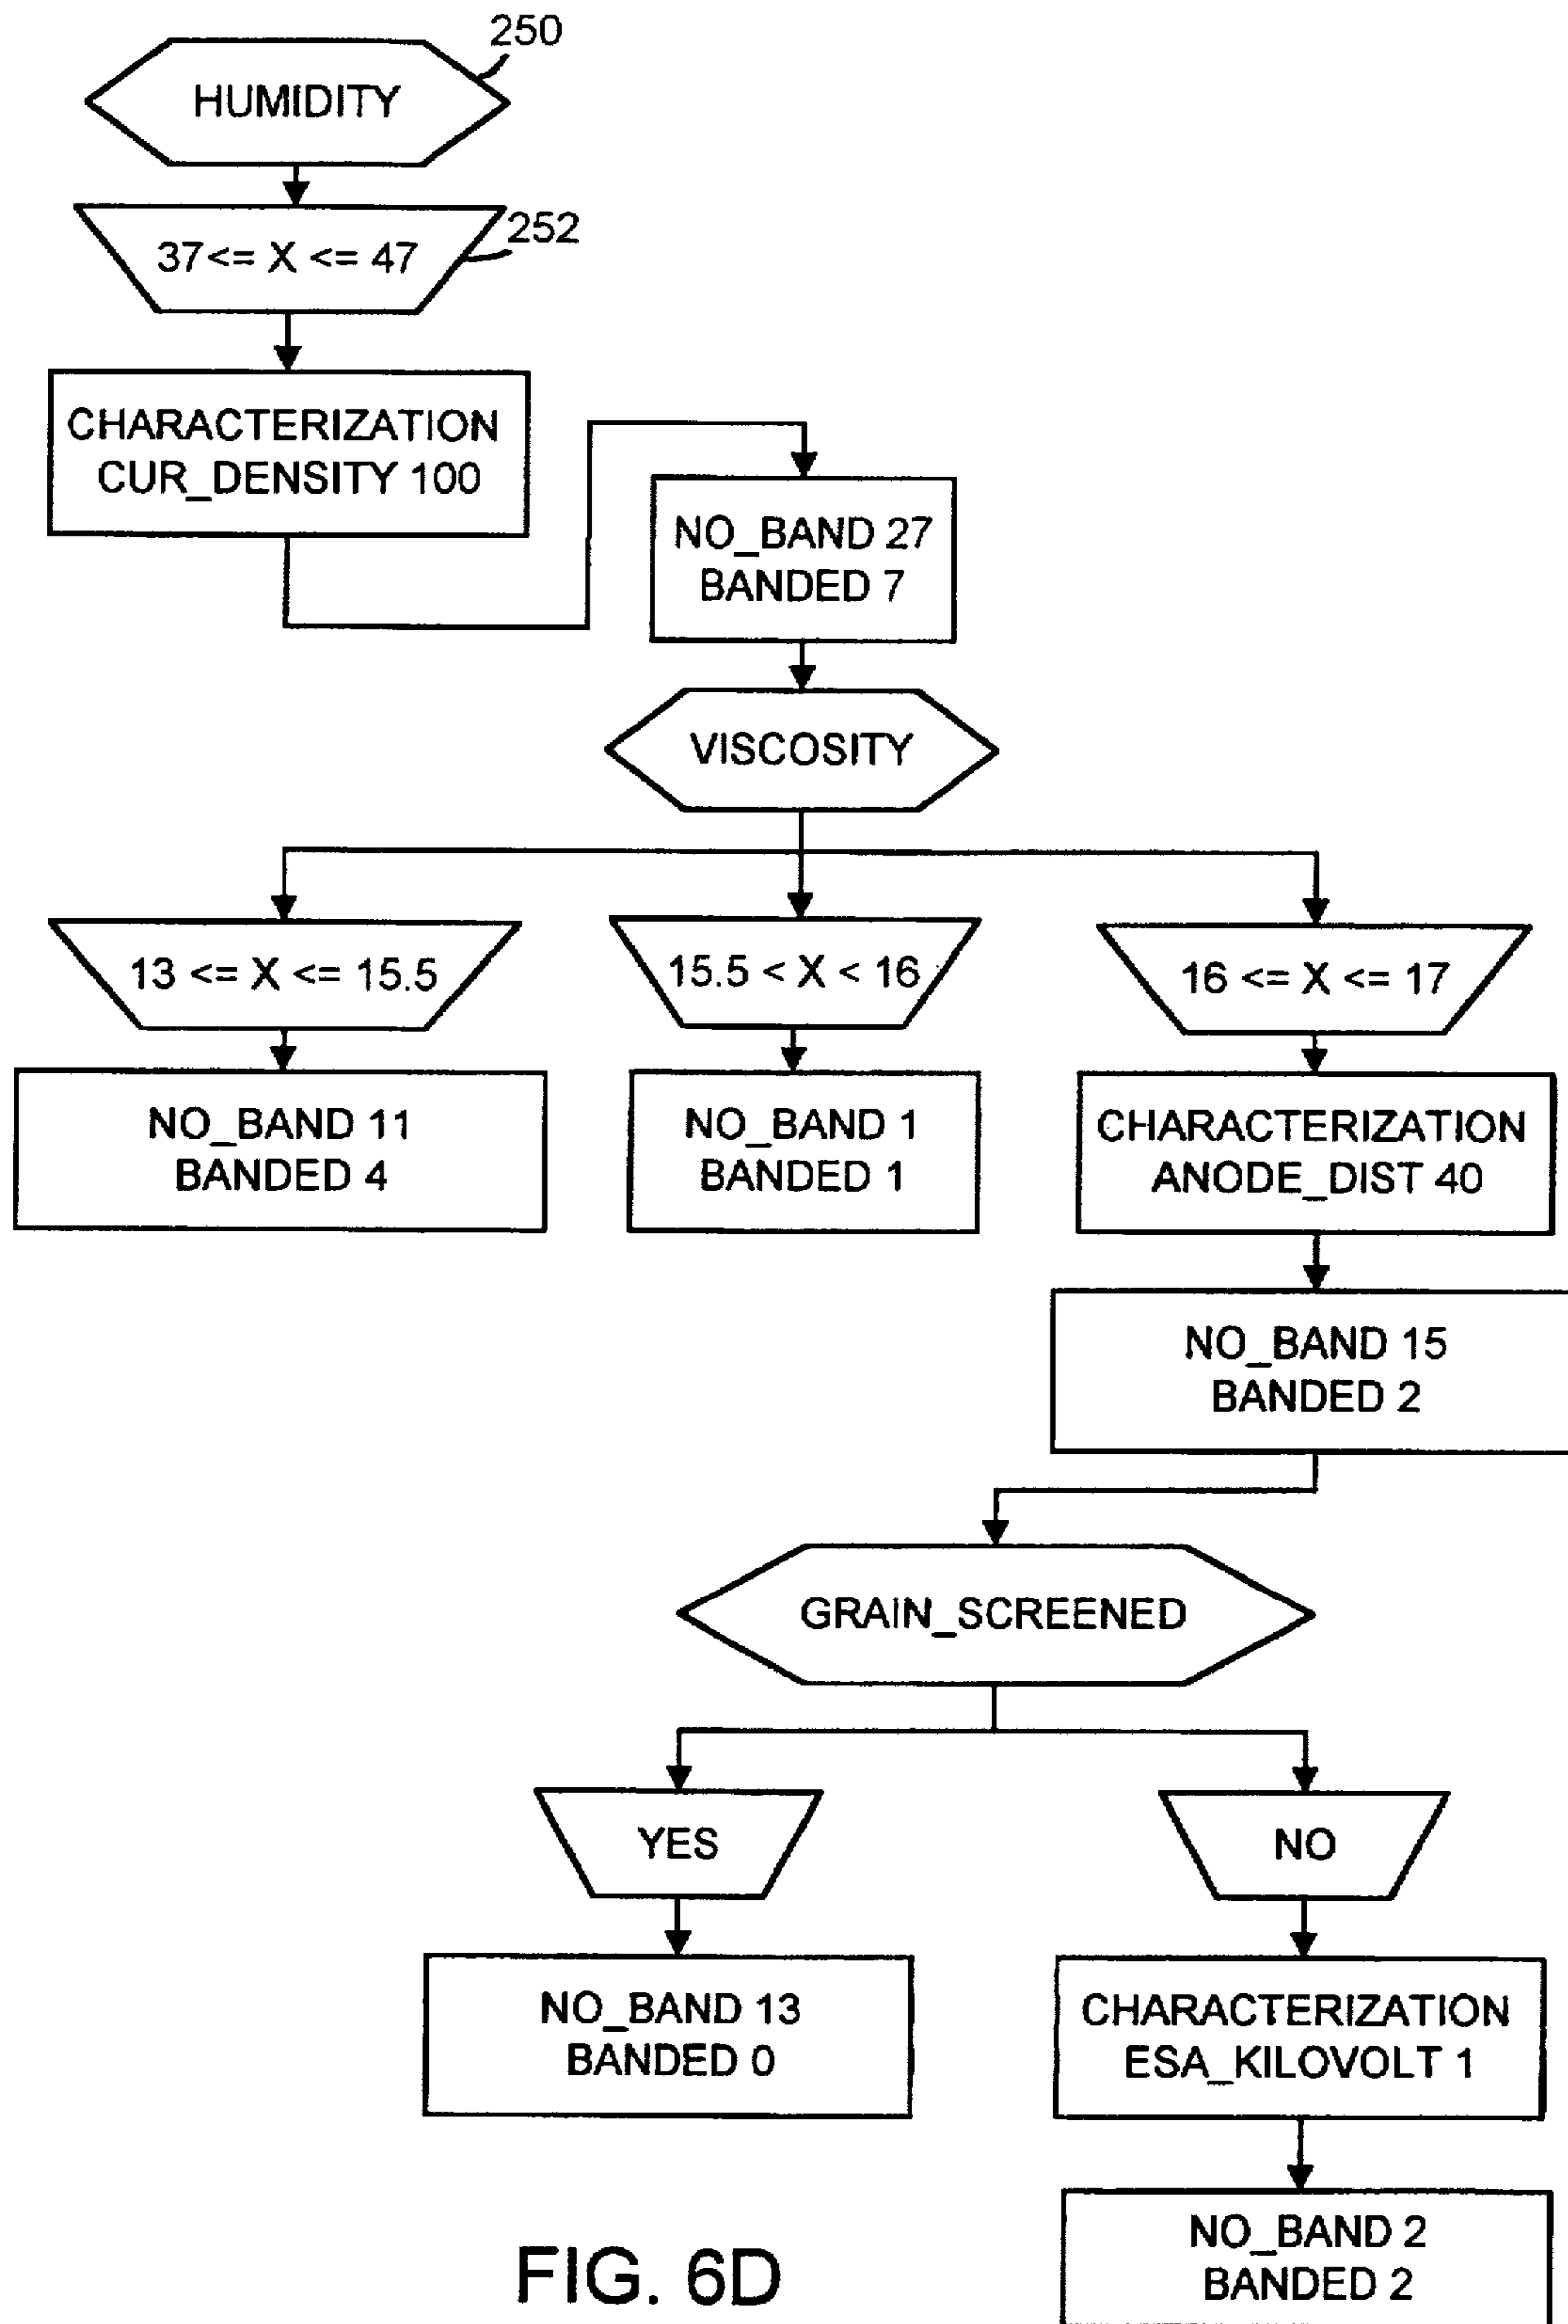 250
HUMIDITY
252
37<= X <= 47
CHARACTERIZATION
CUR_DENSITY 100
NO_BAND 27
BANDED 7
VISCOSITY
13 <= X <= 15.5
15.5 < X < 16
16 <= X <= 17
NO_BAND 11
BANDED 4
NO_BAND 1
BANDED 1
CHARACTERIZATION
ANODE_DIST 40
NO_BAND 15
BANDED 2
GRAIN_SCREENED
YES
NO
NO_BAND 13
BANDED 0
CHARACTERIZATION
ESA_KILOVOLT 1
NO_BAND 2
BANDED 2
FIG. 6D